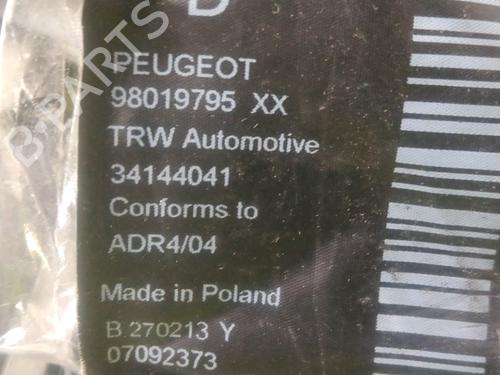 D
PEUGEOT
98019795 XX
TRW Automotive
34144041
Conforms to
ADR4/04
Made in Poland
B 270213 Y
07092373
B-PARTS